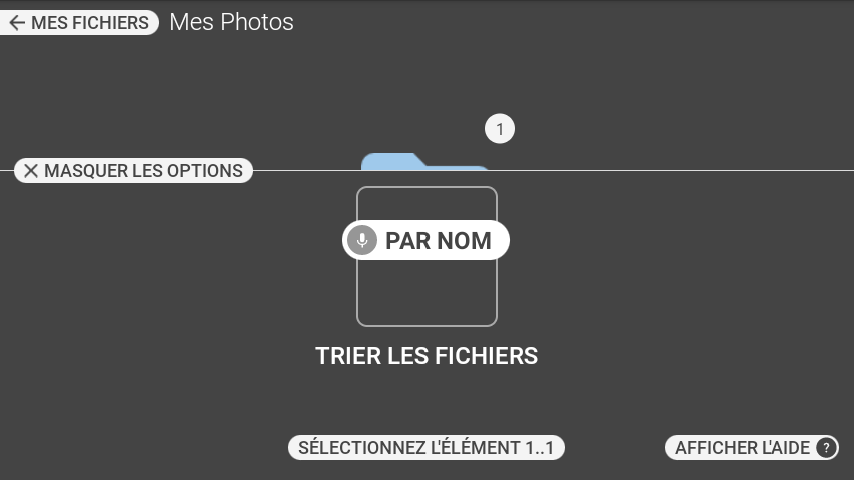 MES FICHIERS Mes Photos
1
MASQUER LES OPTIONS
PAR NOM
TRIER LES FICHIERS
SÉLECTIONNEZ L'ÉLÉMENT 1..1
AFFICHER L'AIDE ?